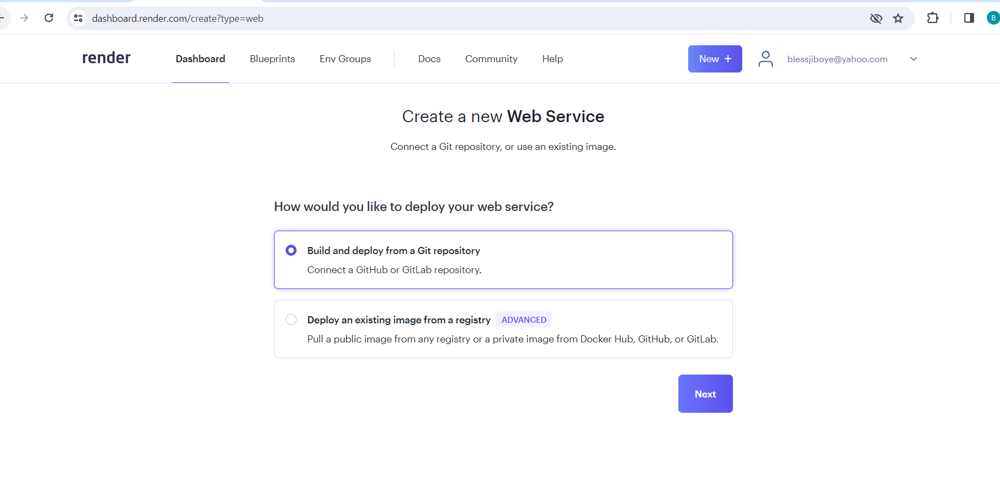 dashboard.render.com/create?type=web
B
render
Dashboard
Blueprints
Env Groups
Docs
Community
Help
New +
blessjiboye@yahoo.com
Create a new Web Service
Connect a Git repository, or use an existing image.
How would you like to deploy your web service?
Build and deploy from a Git repository
Connect a GitHub or GitLab repository.
Deploy an existing image from a registry ADVANCED
Pull a public image from any registry or a private image from Docker Hub, GitHub, or GitLab.
Next